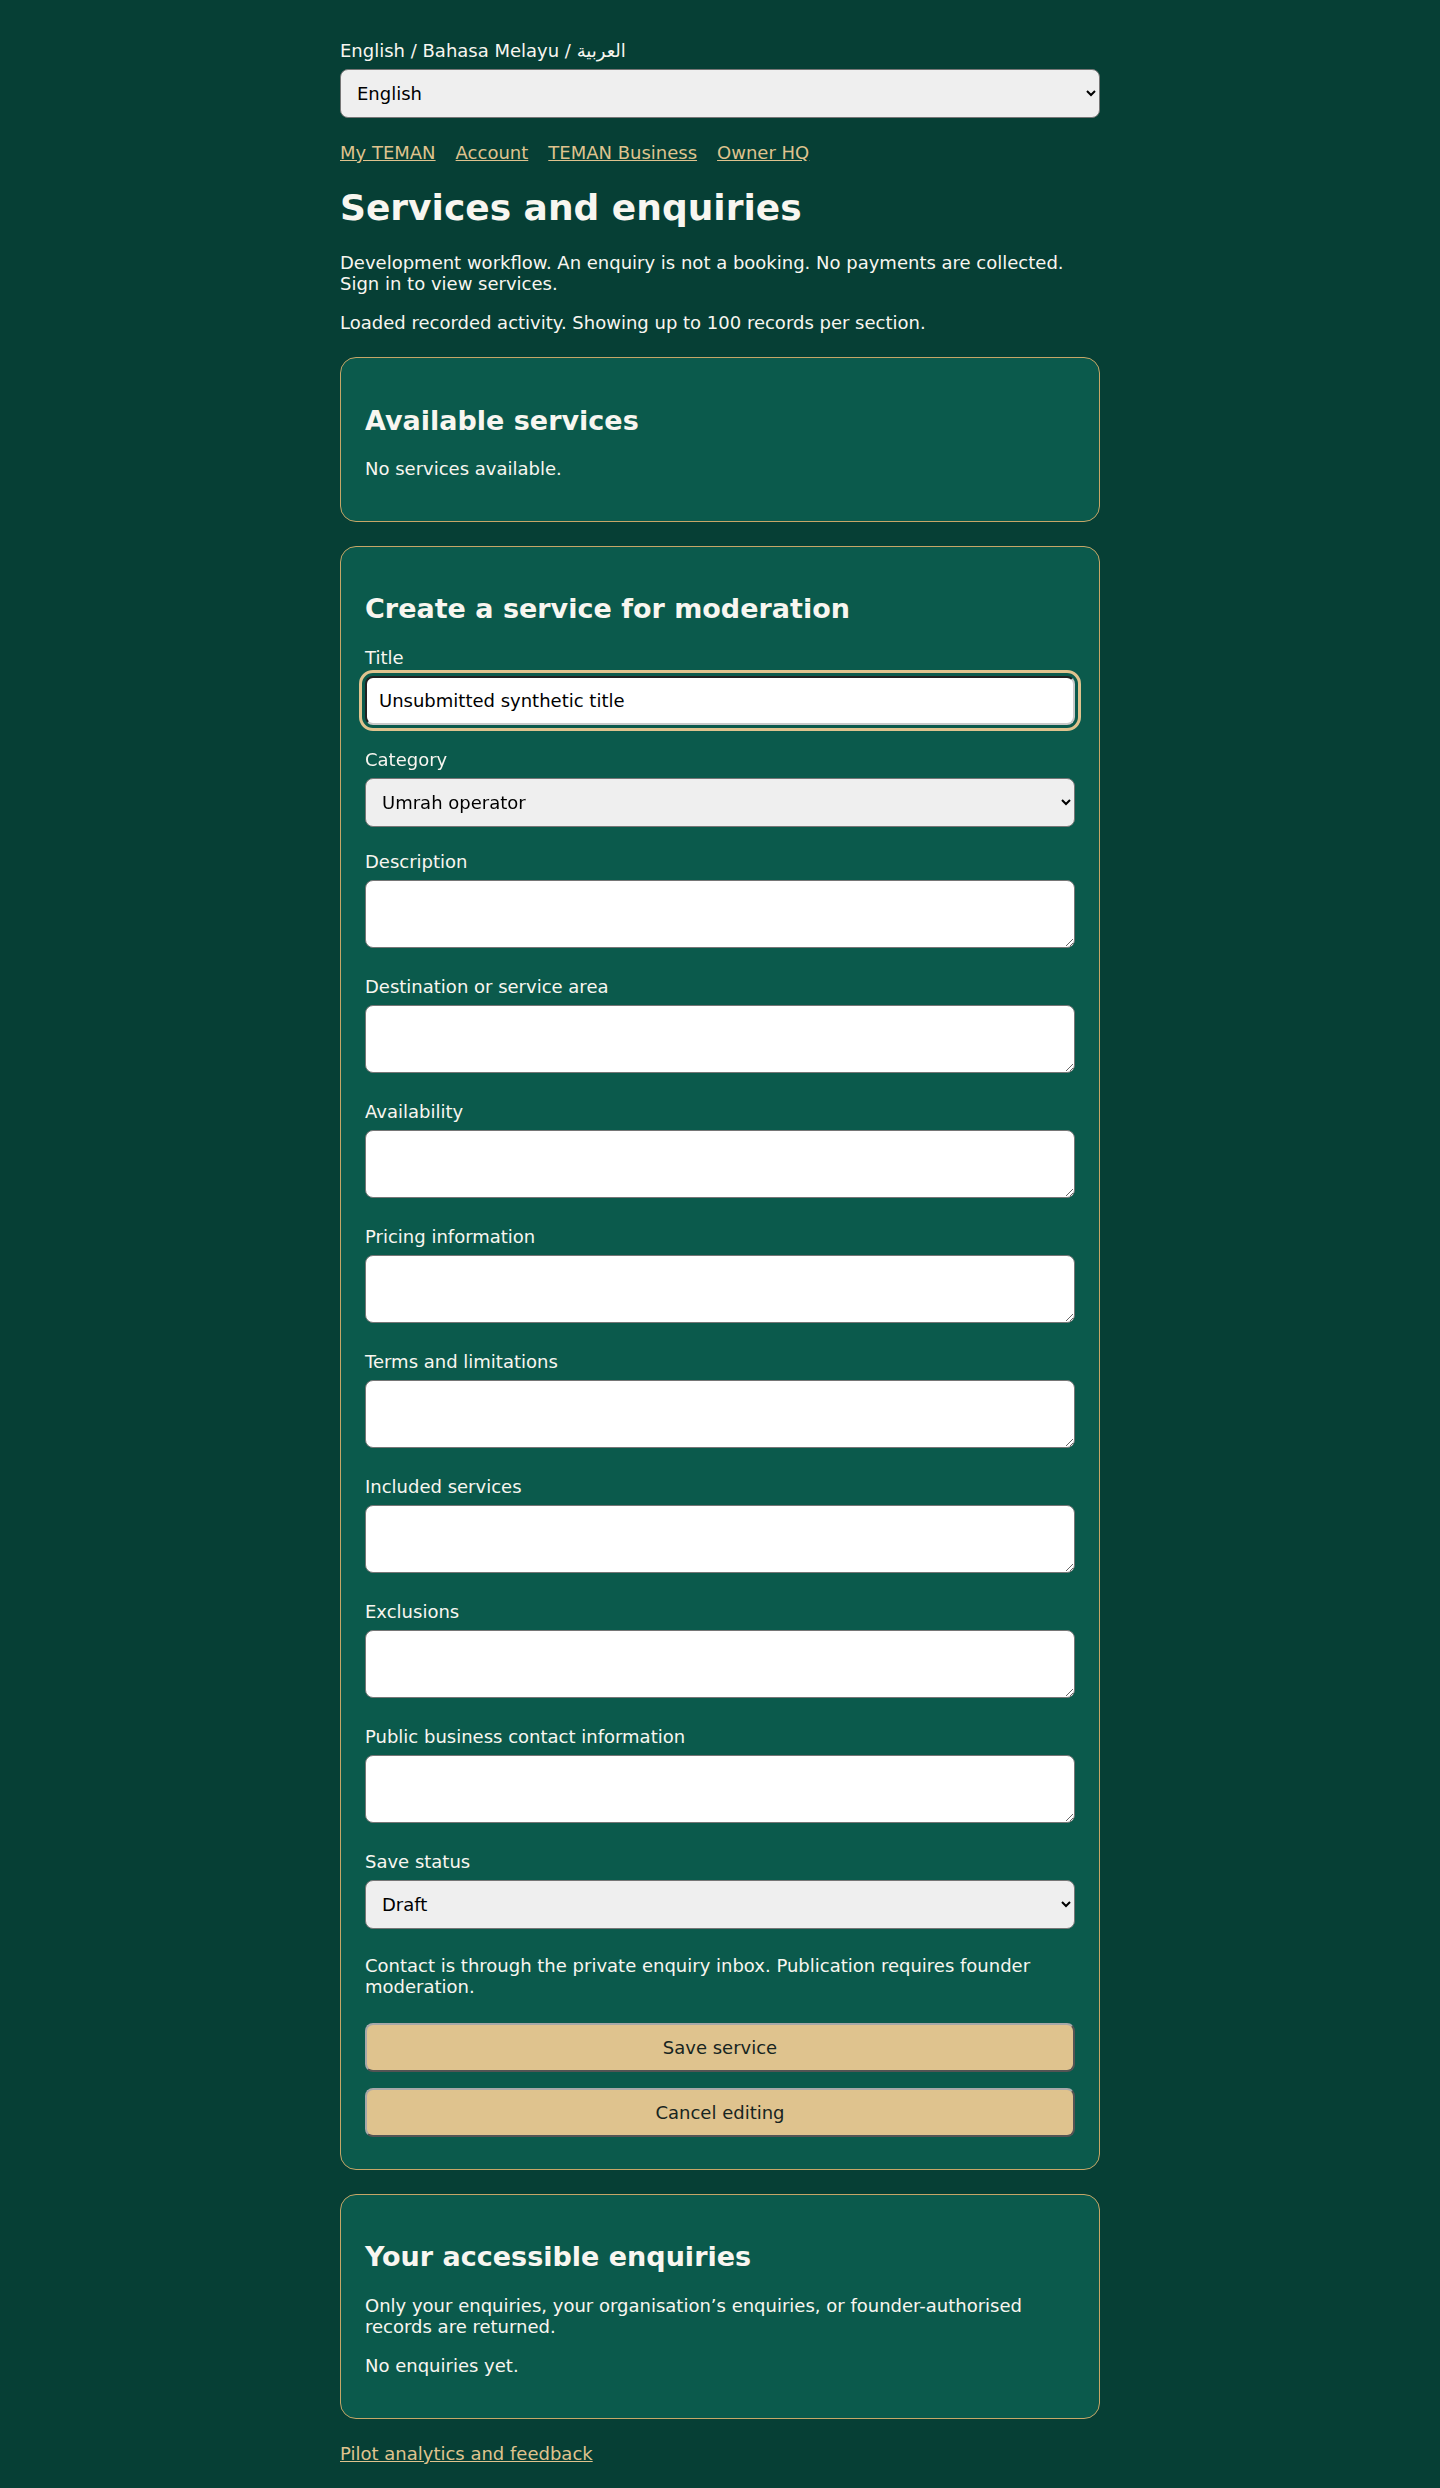 English / Bahasa Melayu / العربية
English
My TEMAN Account TEMAN Business Owner HQ
Services and enquiries
Development workflow. An enquiry is not a booking. No payments are collected.
Sign in to view services.
Loaded recorded activity. Showing up to 100 records per section.
Available services
No services available.
Create a service for moderation
Title
Unsubmitted synthetic title
Category
Umrah operator
Description
Destination or service area
Availability
Pricing information
Terms and limitations
Included services
Exclusions
Public business contact information
Save status
Draft
Contact is through the private enquiry inbox. Publication requires founder
moderation.
Save service
Cancel editing
Your accessible enquiries
Only your enquiries, your organisation’s enquiries, or founder-authorised
records are returned.
No enquiries yet.
Pilot analytics and feedback